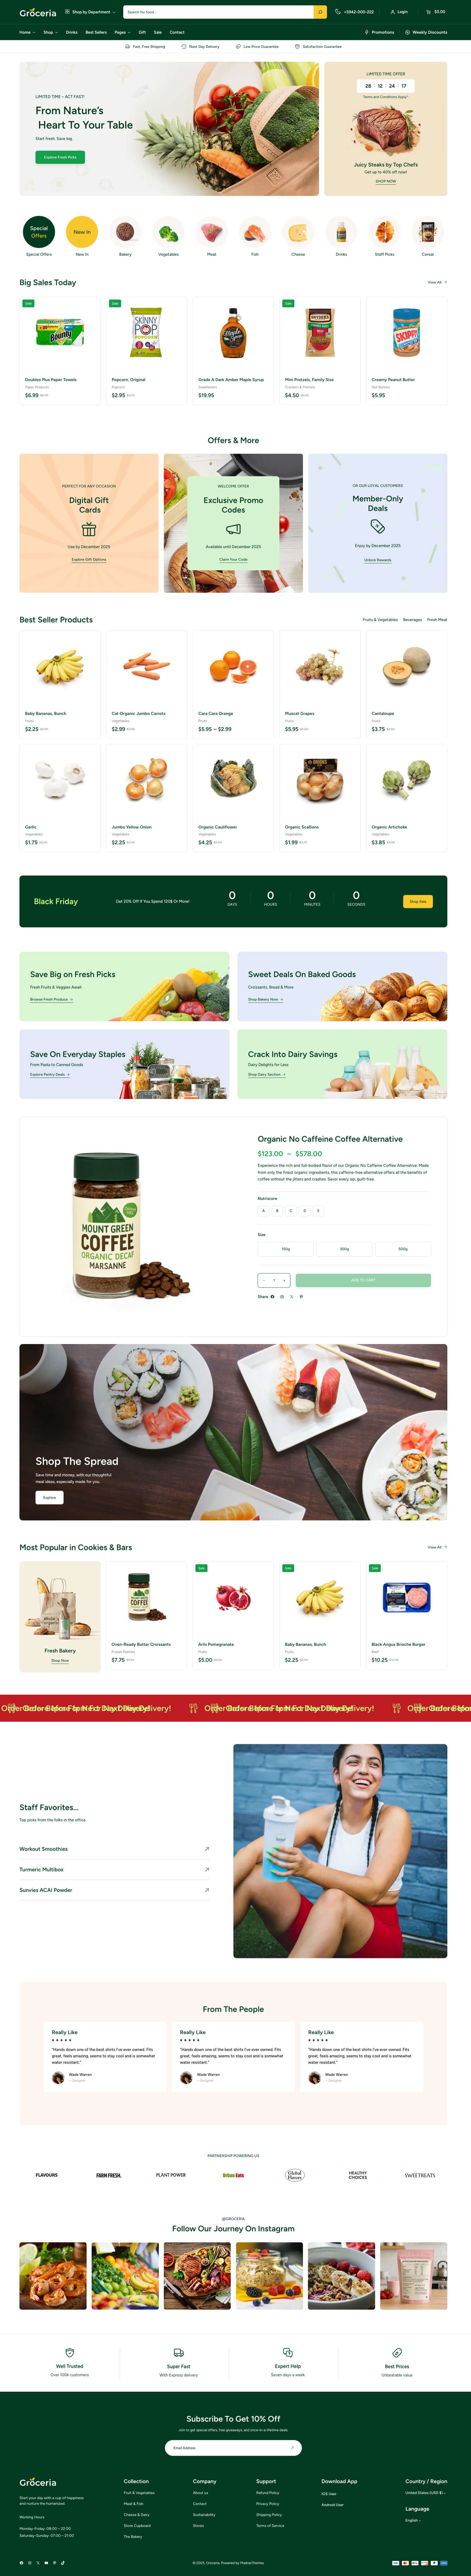 Grōceria
Shop by Department
Search for food...
+3942-000-222
Login
$0.00
Home
Shop
Drinks
Best Sellers
Pages
Gift
Sale
Contact
Promotions
Weekly Discounts
Fast, Free Shipping
Next Day Delivery
Low Price Guarantee
Satisfaction Guarantee
LIMITED TIME – ACT FAST!
From Nature's
Heart To Your Table
Start Fresh. Save big.
Explore Fresh Picks
LIMITED TIME OFFER
28 : 12 : 24 : 17
Terms and Conditions Apply*
Juicy Steaks by Top Chefs
Get up to 40% off now!
SHOP NOW
Special
Offers
New In
Special Offers
New In
Bakery
Vegetables
Meat
Fish
Cheese
Drinks
Staff Picks
Cereal
Big Sales Today
View All
Sale
Sale
Sale
Doubles Plus Paper Towels
Paper Products
$6.99
Popcorn, Original
Popcorn
$2.95
Grade A Dark Amber Maple Syrup
Sweeteners
$19.95
Mini Pretzels, Family Size
Crackers & Pretzels
$4.50
Creamy Peanut Butter
Nut Butters
$5.95
Offers & More
PERFECT FOR ANY OCCASION
Digital Gift
Cards
Use by December 2025
Explore Gift Options
WELCOME OFFER
Exclusive Promo
Codes
Available until December 2025
Claim Your Code
OR OUR LOYAL CUSTOMERS
Member-Only
Deals
Enjoy by December 2025
Unlock Rewards
Best Seller Products
Fruits & Vegetables
Beverages
Fresh Meat
Baby Bananas, Bunch
Fruits
$2.25
Cal-Organic Jumbo Carrots
Vegetables
$2.99
Cara Cara Orange
Fruits
$5.95 – $2.99
Muscat Grapes
Fruits
$5.95
Cantaloupe
Fruits
$3.75
Garlic
Vegetables
$1.75
Jumbo Yellow Onion
Vegetables
$2.25
Organic Cauliflower
Vegetables
$4.25
Organic Scallions
Vegetables
$1.99
Organic Artichoke
Vegetables
$3.85
Black Friday
Get 20% Off If You Spend 120$ Or More!
0
DAYS
0
HOURS
0
MINUTES
0
SECONDS
Shop Sale
Save Big on Fresh Picks
Fresh Fruits & Veggies Await
Browse Fresh Produce
Sweet Deals On Baked Goods
Croissants, Bread & More
Shop Bakery Now
Save On Everyday Staples
From Pasta to Canned Goods
Explore Pantry Deals
Crack Into Dairy Savings
Dairy Delights for Less
Shop Dairy Section
MOUNT GREEN
COFFEE
ORGANIC DECAF
MARSANNE
Organic No Caffeine Coffee Alternative
$123.00 – $578.00
Experience the rich and full-bodied flavor of our Organic No Caffeine Coffee Alternative. Made
from only the finest organic ingredients, this caffeine-free alternative offers all the benefits of
coffee without the jitters and crashes. Savor every sip, guilt-free.
Nutriscore
A
B
C
D
E
Size
150g
300g
500g
- 1 +
ADD TO CART
Share
Shop The Spread
Save time and money, with our thoughtful
meal ideas, especially made for you.
Explore
Most Popular in Cookies & Bars
View All
Fresh Bakery
Shop Now
Oven-Ready Butter Croissants
Frozen Pastries
$7.75
Sale
Arils Pomegranate
Fruits
$5.00
Sale
Baby Bananas, Bunch
Fruits
$2.25
Sale
Black Angus Brioche Burger
Beef
$10.25
Staff Favorites...
Top picks from the folks in the office.
Workout Smoothies
Turmeric Multibox
Sunvies ACAI Powder
From The People
Really Like
"Hands down one of the best shirts I've ever owned. Fits
great, feels amazing, seems to stay cool and is somewhat
water resistant."
Wade Warren
- Designer
Really Like
"Hands down one of the best shirts I've ever owned. Fits
great, feels amazing, seems to stay cool and is somewhat
water resistant."
Wade Warren
- Designer
Really Like
"Hands down one of the best shirts I've ever owned. Fits
great, feels amazing, seems to stay cool and is somewhat
water resistant."
Wade Warren
- Designer
PARTNERSHIP POWERING US
FLAVOURS
FARM FRESH.
PLANT POWER
Urban Eats
Global Flavors
HEALTHY
CHOICES
SWEETREATS
@GROCERIA
Follow Our Journey On Instagram
Well Trusted
Over 100k customers
Super Fast
With Express delivery
Expert Help
Seven days a week
Best Prices
Unbeatable value
Subscribe To Get 10% Off
Join to get special offers, free giveaways, and once-in-a-lifetime deals.
Email Address
Grōceria
Start your day with a cup of happiness
and nurture the humankind.
Working Hours
Monday-Friday: 08:00 - 22:00
Saturday-Sunday: 07:00 - 21:00
Collection
Fruit & Vegetables
Meat & Fish
Cheese & Dairy
Store Cupboard
The Bakery
Company
About us
Contact
Sustainability
Stores
Support
Refund Policy
Privacy Policy
Shipping Policy
Terms of Service
Download App
IOS User
Android User
Country / Region
United States (USD $)
Language
English
© 2025, Groceria. Powered by MaximaThemes